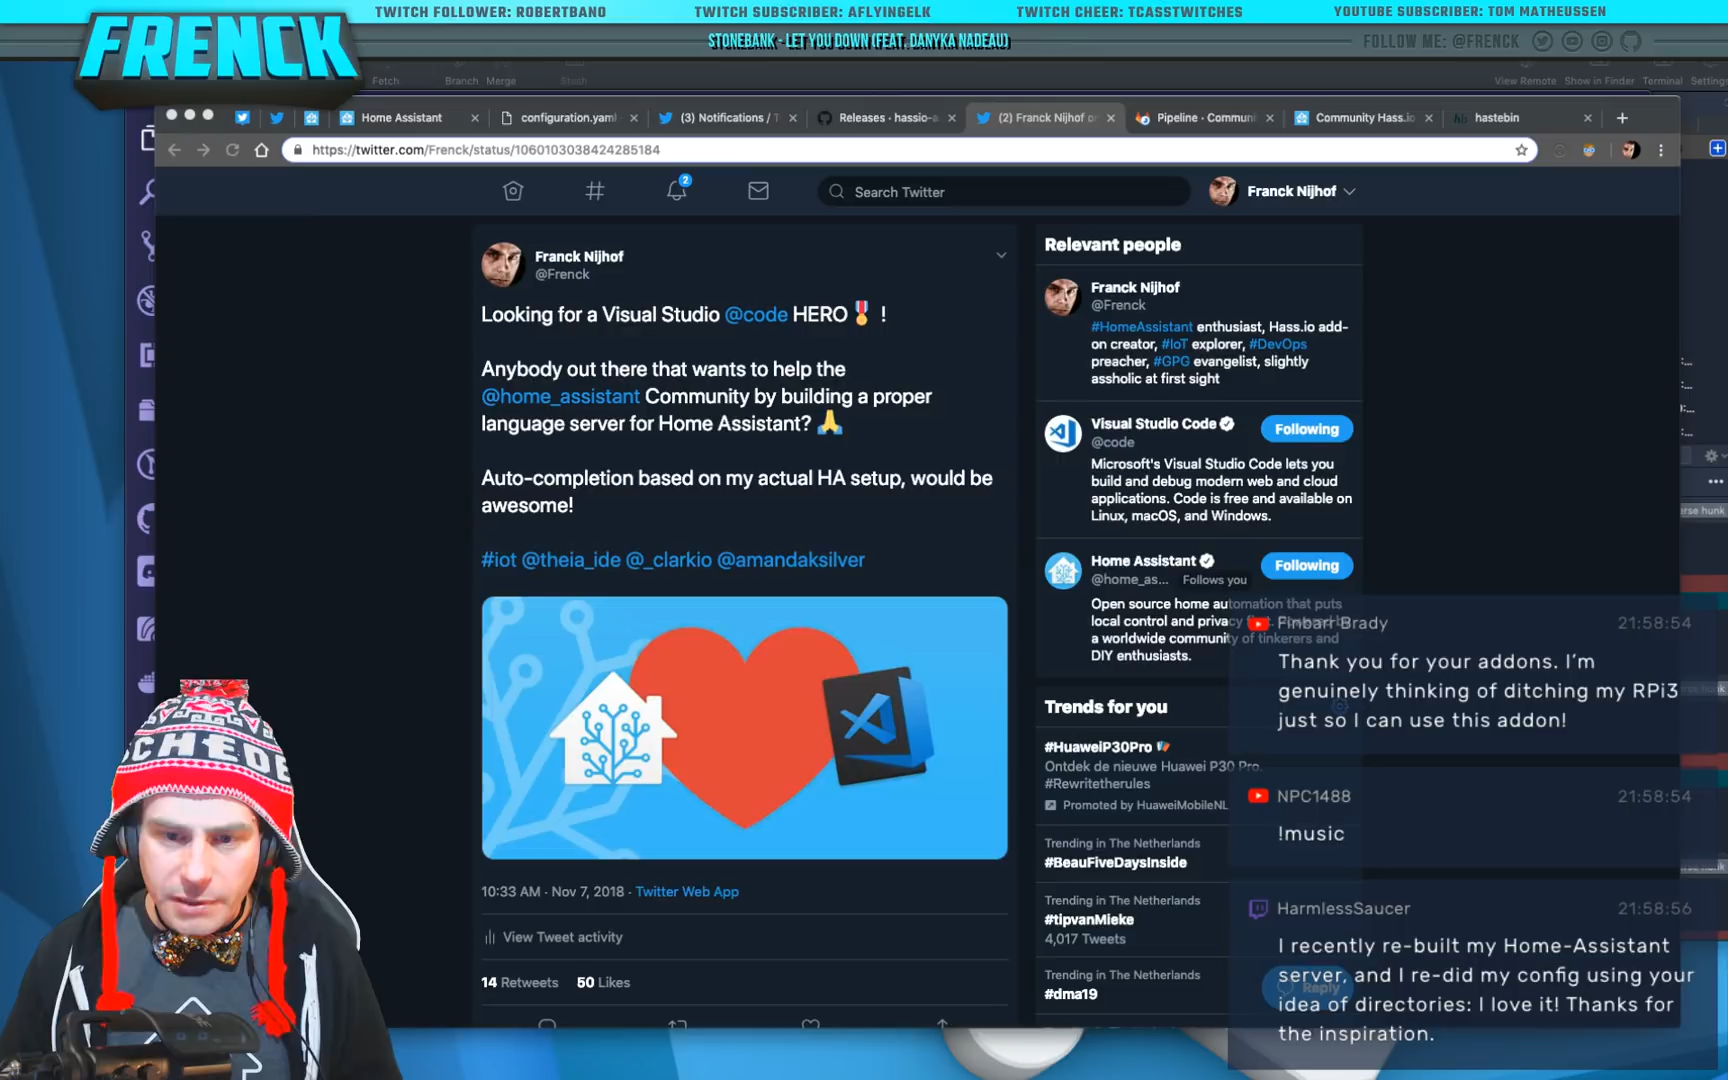 TWITCH FOLLOWER: ROBERTBANO
TWITCH SUBSCRIBER: AFLYINGELK
TWITCH CHEER: TCASSTWITCHES
YOUTUBE SUBSCRIBER: TOM MATHEUSSEN
FRENCK
STONEBANK - LET YOU DOWN (FEAT. DANYKA NADEAU)
FOLLOW ME: @FRENCK
Fetch
Branch
Merge
Stash
View Remote
Show in Finder
Terminal
Home Assistant
configuration.yaml
(3) Notifications / T
Releases · hassio-a
(2) Franck Nijhof o
Pipeline · Communi
Community Hass.io
hastebin
https://twitter.com/Frenck/status/1060103038424285184
2
Search Twitter
Franck Nijhof
Franck Nijhof
@Frenck
Looking for a Visual Studio @code HERO !
Anybody out there that wants to help the
@home_assistant Community by building a proper
language server for Home Assistant?
Auto-completion based on my actual HA setup, would be
awesome!
#iot @theia_ide @_clarkio @amandaksilver
10:33 AM · Nov 7, 2018 · Twitter Web App
View Tweet activity
14 Retweets 50 Likes
Relevant people
Franck Nijhof
@Frenck
#HomeAssistant enthusiast, Hass.io add-
on creator, #IoT explorer, #DevOps
preacher, #GPG evangelist, slightly
assholic at first sight
Visual Studio Code
@code
Following
Microsoft's Visual Studio Code lets you
build and debug modern web and cloud
applications. Code is free and available on
Linux, macOS, and Windows.
Home Assistant
@home_as...
Follows you
Following
Open source home automation that puts
local control and privacy
a worldwide community of tinkerers and
DIY enthusiasts.
Trends for you
#HuaweiP30Pro
Ontdek de nieuwe Huawei P30 Pro.
#Rewritetherules
Promoted by HuaweiMobileNL
Trending in The Netherlands
#BeauFiveDaysInside
Trending in The Netherlands
#tipvanMieke
4,017 Tweets
Trending in The Netherlands
#dma19
Reply
Finbarr Brady
21:58:54
Thank you for your addons. I'm
genuinely thinking of ditching my RPi3
just so I can use this addon!
NPC1488
21:58:54
!music
HarmlessSaucer
21:58:56
I recently re-built my Home-Assistant
server, and I re-did my config using your
idea of directories: I love it! Thanks for
the inspiration.